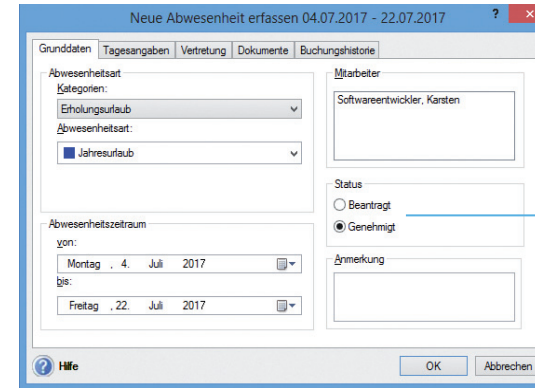 Neue Abwesenheit erfassen 04.07.2017 - 22.07.2017 ?
Grunddaten Tagesangaben Vertretung Dokumente Buchungshistorie
Abwesenheitsart
Kategorien:
Erholungsurlaub
Abwesenheitsart:
Jahresurlaub
Abwesenheitszeitraum
von:
Montag , 4. Juli 2017
bis:
Freitag , 22. Juli 2017
Mitarbeiter
Softwareentwickler, Karsten
Status
Beantragt
Genehmigt
Anmerkung
? Hilfe
OK Abbrechen